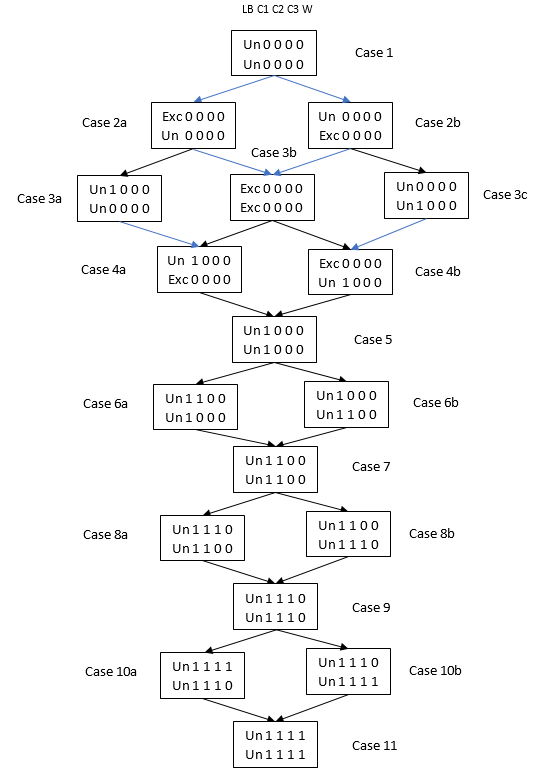 LB C1 C2 C3 W
Un 0 0 0 0
Un 0 0 0 0
Case 1
Case 2a
Exc 0 0 0 0
Un 0 0 0 0
Un 0 0 0 0
Exc 0 0 0 0
Case 2b
Case 3a
Un 1 0 0 0
Un 0 0 0 0
Case 3b
Exc 0 0 0 0
Exc 0 0 0 0
Un 0 0 0 0
Un 1 0 0 0
Case 3c
Case 4a
Un 1 0 0 0
Exc 0 0 0 0
Exc 0 0 0 0
Un 1 0 0 0
Case 4b
Un 1 0 0 0
Un 1 0 0 0
Case 5
Case 6a
Un 1 1 0 0
Un 1 0 0 0
Un 1 0 0 0
Un 1 1 0 0
Case 6b
Un 1 1 0 0
Un 1 1 0 0
Case 7
Case 8a
Un 1 1 1 0
Un 1 1 0 0
Un 1 1 0 0
Un 1 1 1 0
Case 8b
Un 1 1 1 0
Un 1 1 1 0
Case 9
Case 10a
Un 1 1 1 1
Un 1 1 1 0
Un 1 1 1 0
Un 1 1 1 1
Case 10b
Un 1 1 1 1
Un 1 1 1 1
Case 11